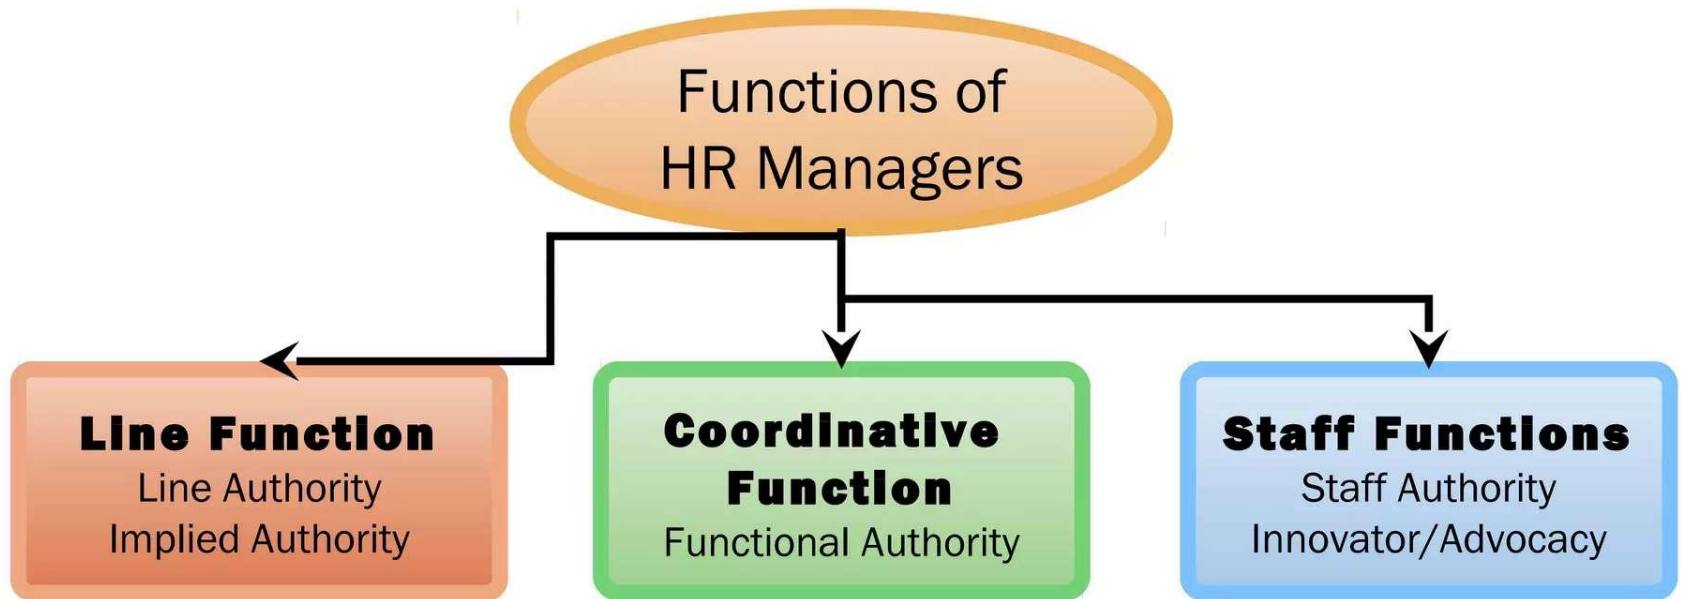 Functions of
HR Managers
Line Function
Line Authority
Implied Authority
Coordinative
Function
Functional Authority
Staff Functions
Staff Authority
Innovator/Advocacy